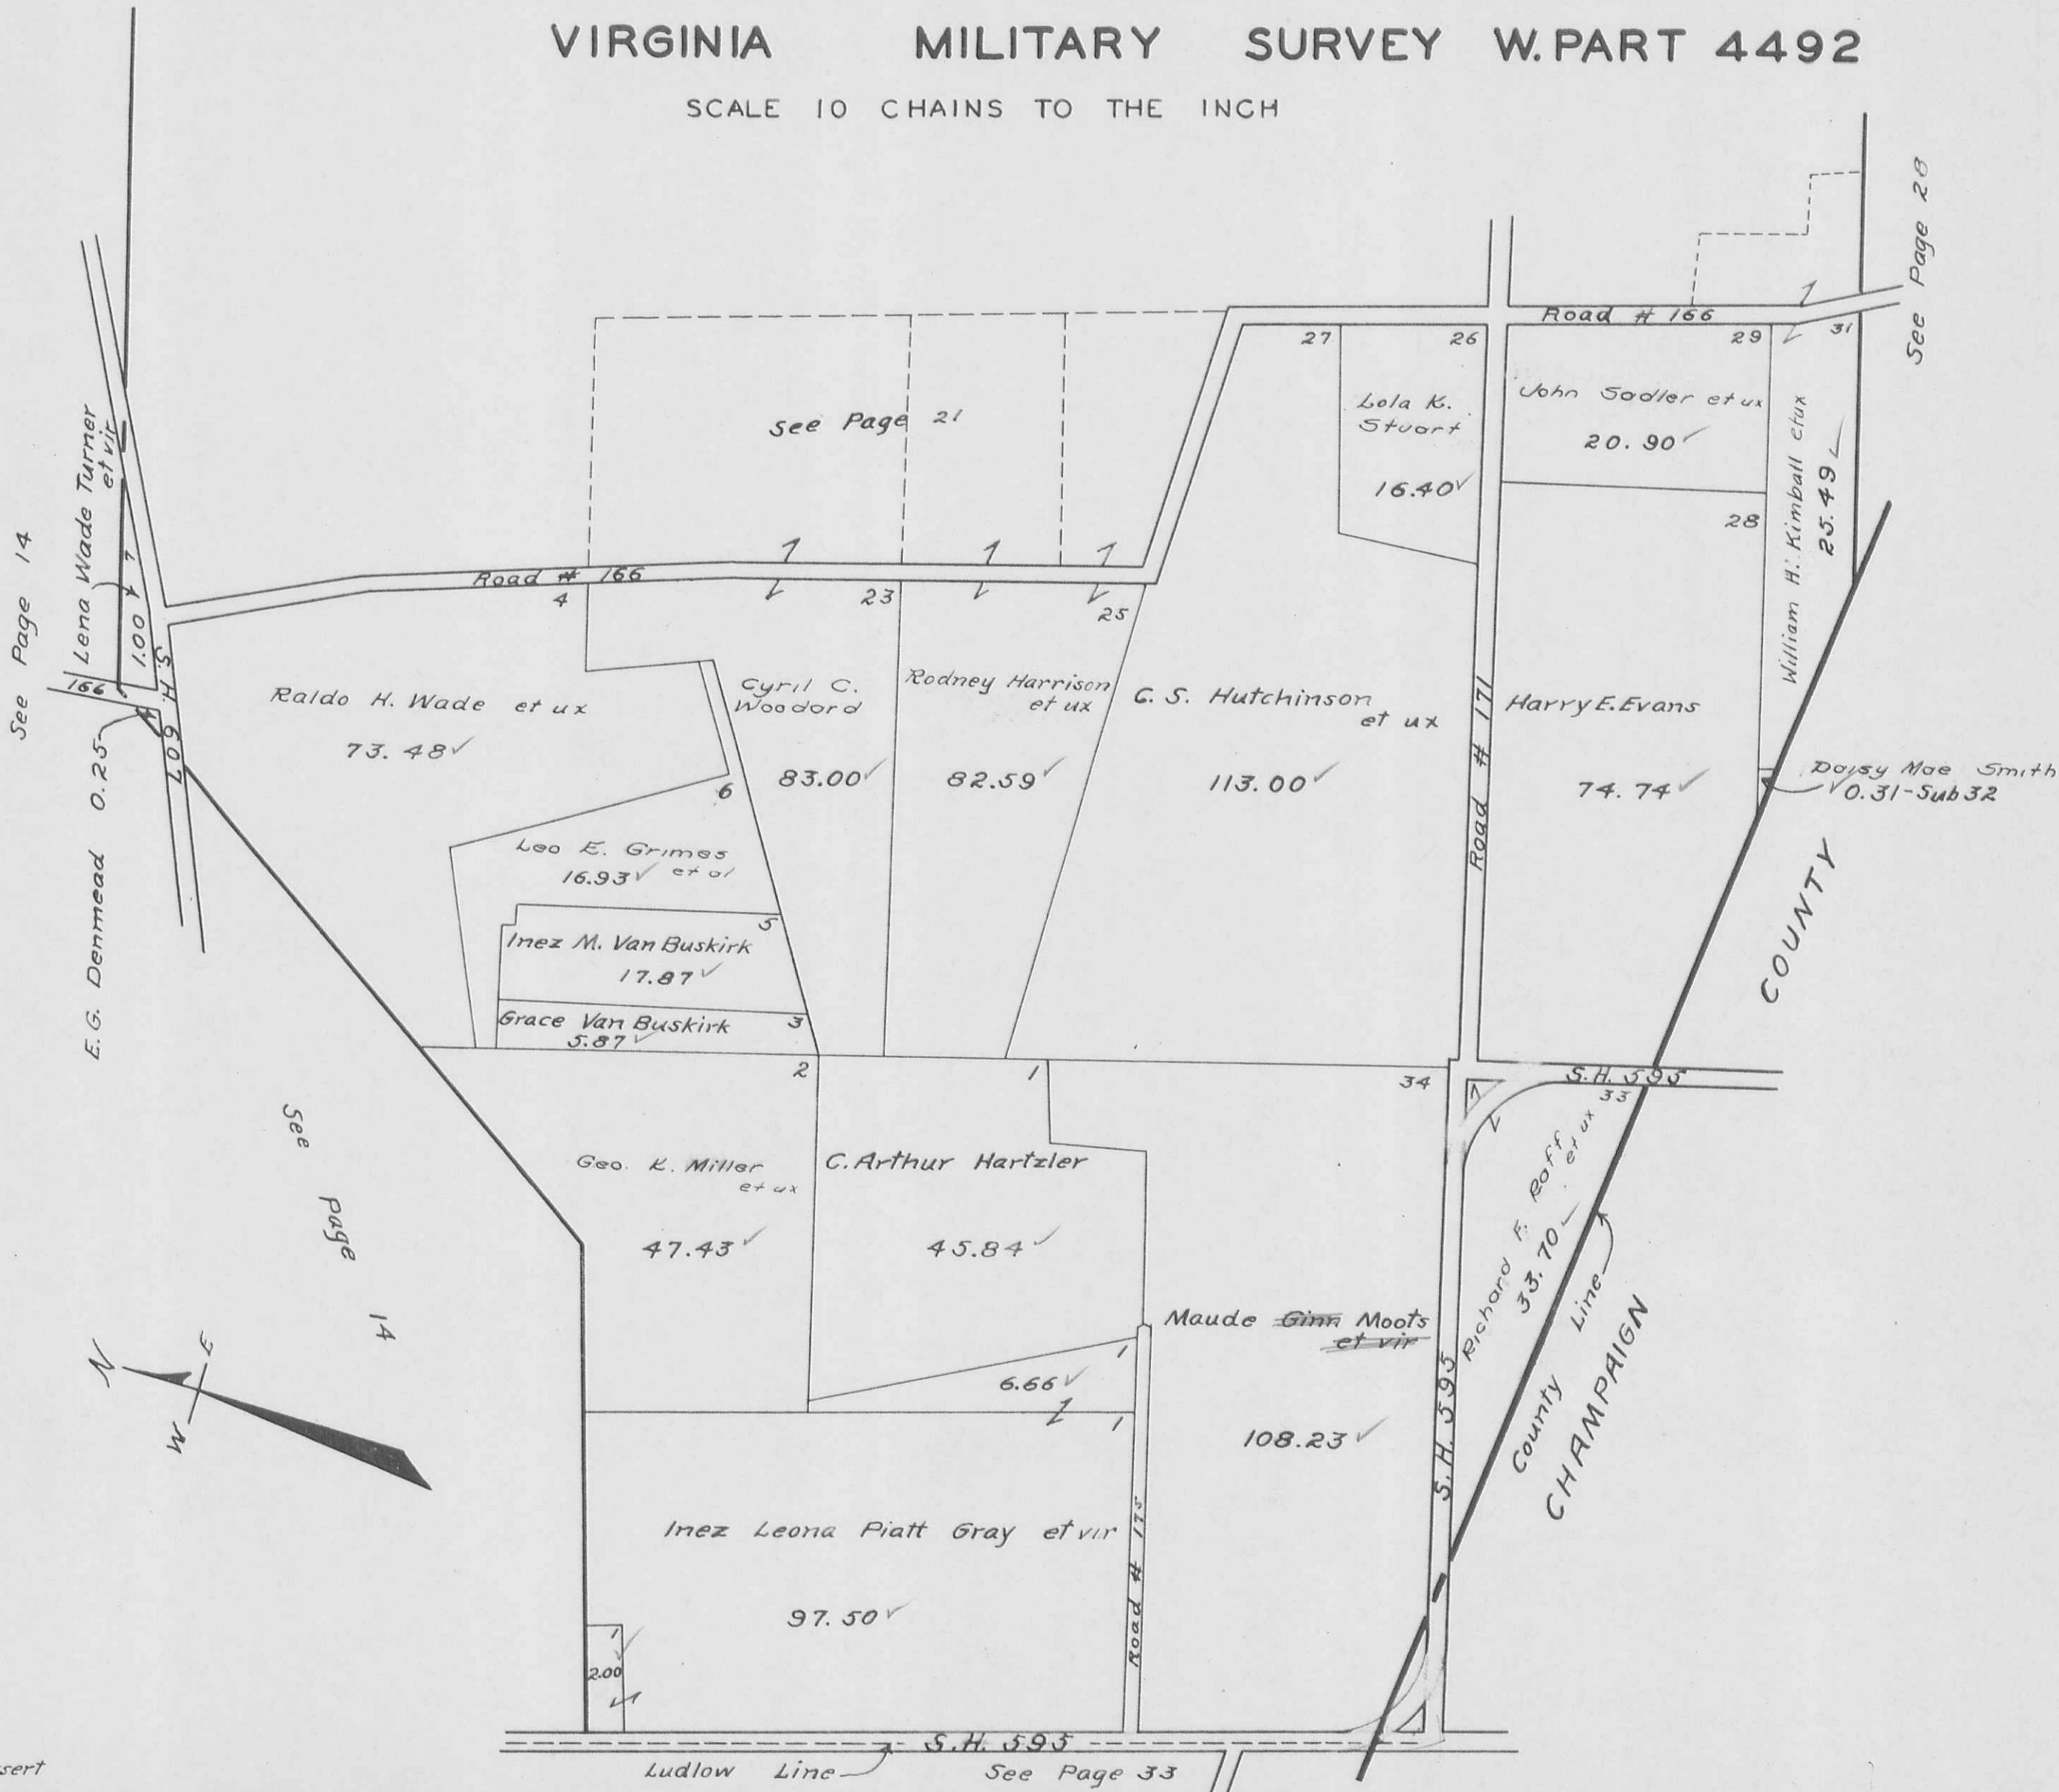 VIRGINIA MILITARY SURVEY W. PART 4492
SCALE 10 CHAINS TO THE INCH
See Page 28
Road # 166
27
26
29
31
Lola K.
Stuart
16.40
John Sadler et ux
20.90
William H. Kimball et ux
25.49
28
see Page 21
Road # 166
4
23
25
See Page 14
Lena Wade Turner
et vir
1.00
166
S.H. 607
E.G. Denmead 0.25
Raldo H. Wade et ux
73.48
Cyril C.
Woodard
83.00
Rodney Harrison
et ux
82.59
C. S. Hutchinson
et ux
113.00
Road # 171
Harry E. Evans
74.74
Daisy Mae Smith
0.31-Sub 32
6
Leo E. Grimes
et al
16.93
5
Inez M. Van Buskirk
17.87
Grace Van Buskirk
5.87
3
COUNTY
2
1
34
S.H. 595
33
See page 14
Geo. K. Miller
et ux
47.43
C. Arthur Hartzler
45.84
Richard F. Roff
et ux
33.70
County Line
CHAMPAIGN
Maude Ginn Moots
et vir
108.23
S.H. 595
1
6.66
1
N
E
W
Inez Leona Piatt Gray et vir
97.50
Road # 175
1
2.00
S.H. 595
Ludlow Line
See Page 33
sert